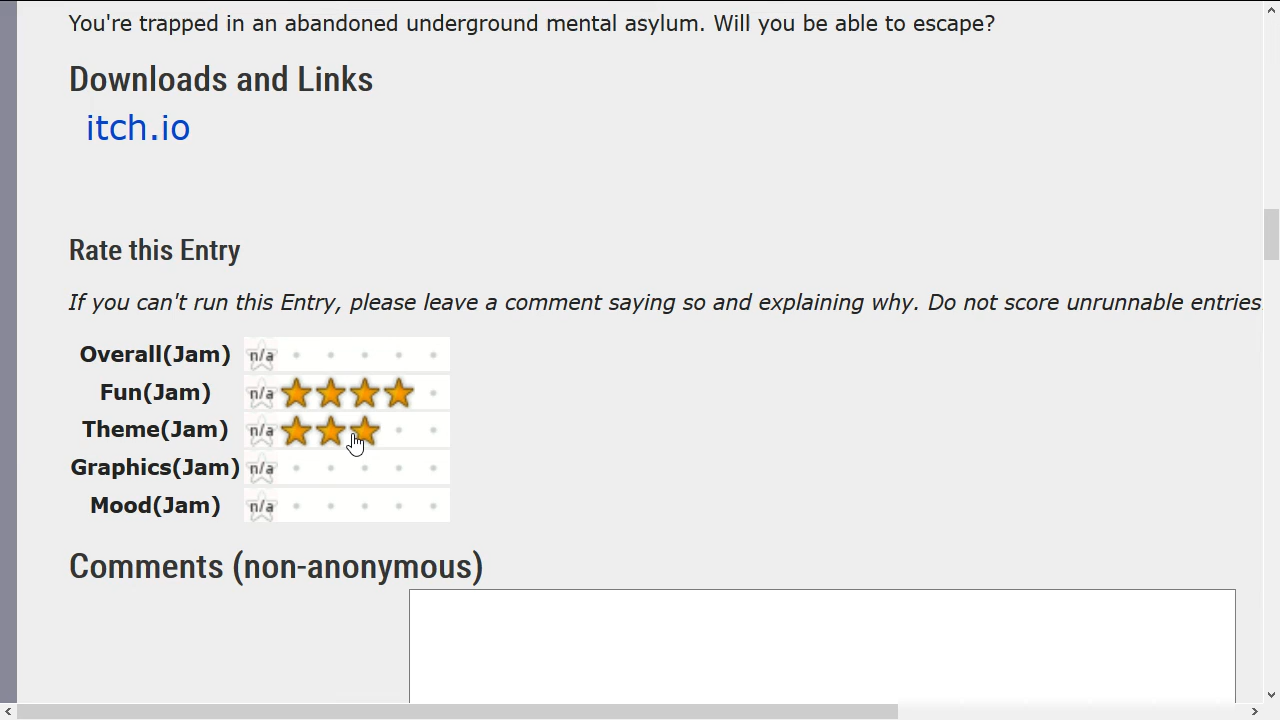 You're trapped in an abandoned underground mental asylum. Will you be able to escape?
Downloads and Links
itch.io
Rate this Entry
If you can't run this Entry, please leave a comment saying so and explaining why. Do not score unrunnable entries.
Overall(Jam) n/a
Fun(Jam) n/a
Theme(Jam) n/a
Graphics(Jam) n/a
Mood(Jam) n/a
Comments (non-anonymous)